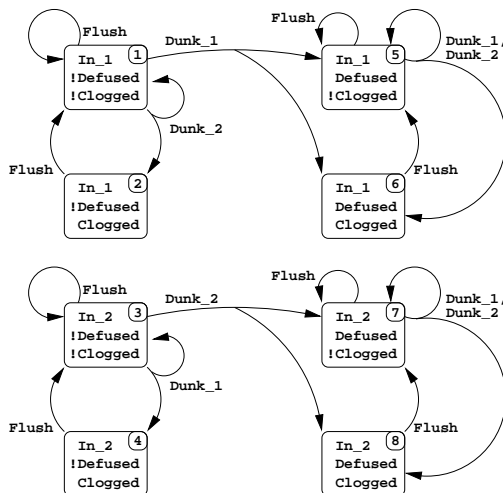 Flush
Dunk_1
Flush
Dunk_1,
Dunk_2
In_1 1
!Defused
!Clogged
In_1 5
Defused
!Clogged
Dunk_2
Flush
Flush
In_1 2
!Defused
Clogged
In_1 6
Defused
Clogged
Flush
Dunk_2
Flush
Dunk_1,
Dunk_2
In_2 3
!Defused
!Clogged
In_2 7
Defused
!Clogged
Dunk_1
Flush
Flush
In_2 4
!Defused
Clogged
In_2 8
Defused
Clogged